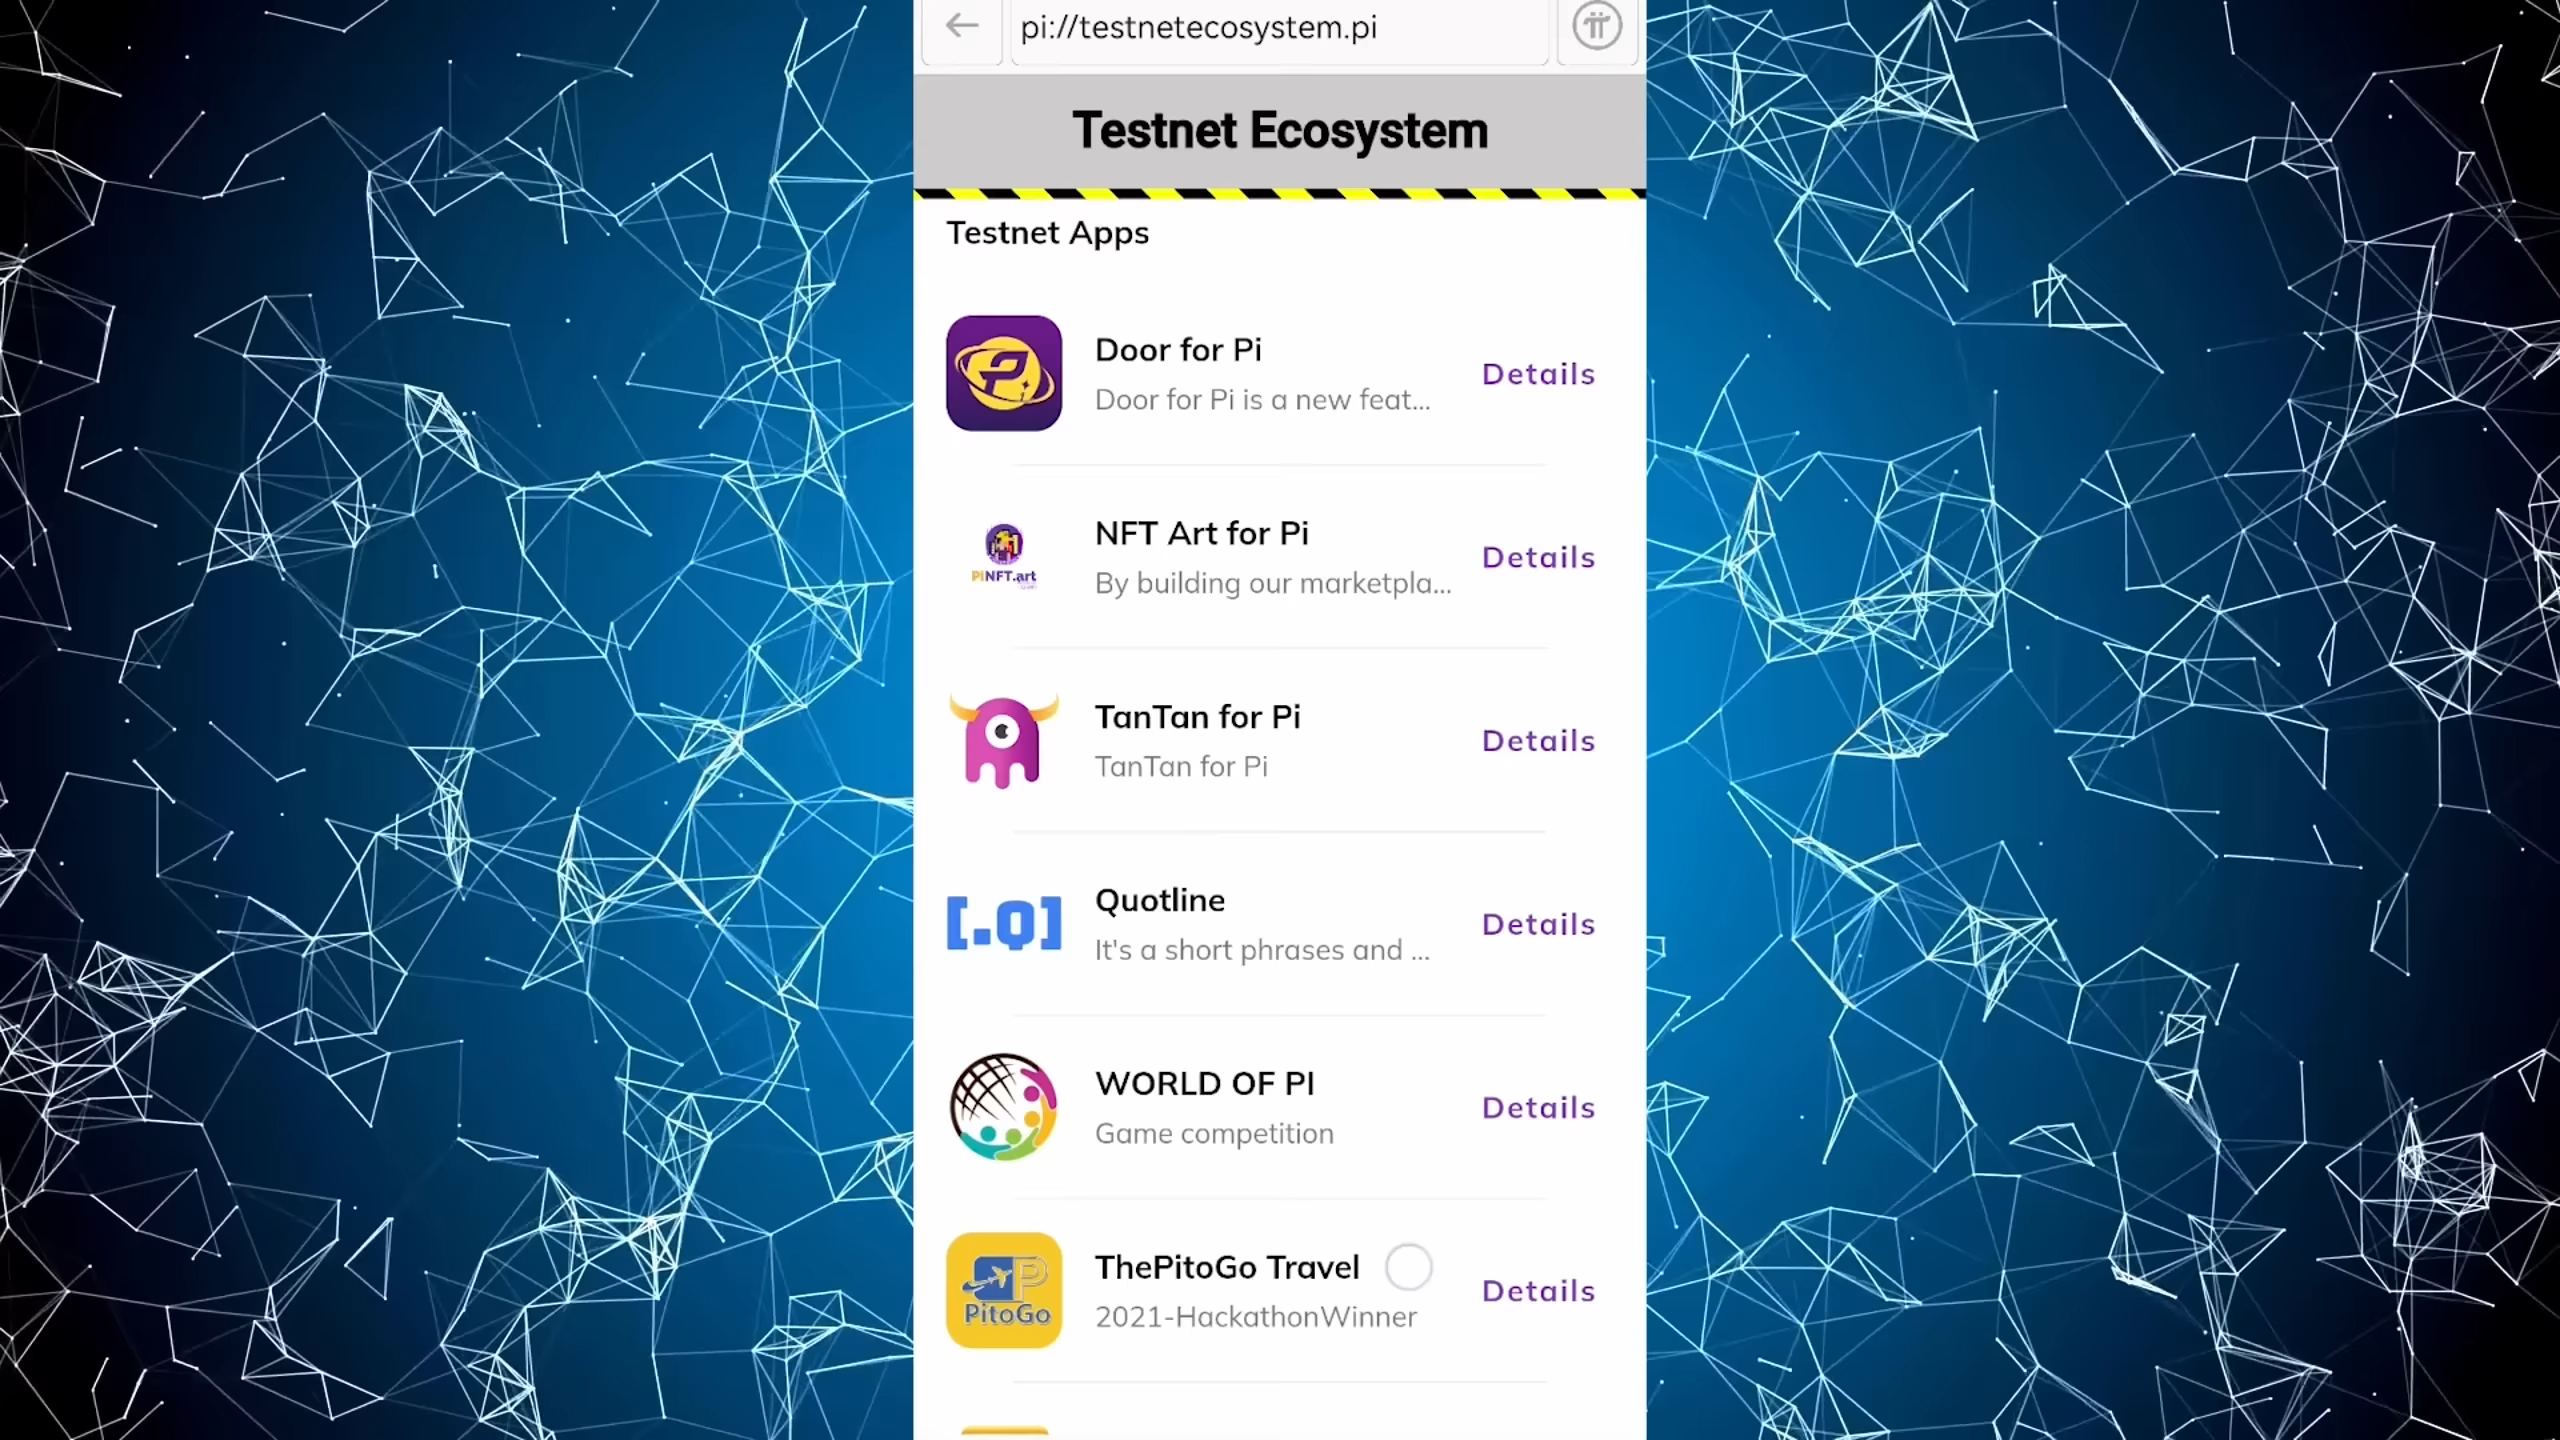 pi://testnetecosystem.pi
Testnet Ecosystem
Testnet Apps
Door for Pi
Door for Pi is a new feat...
Details
NFT Art for Pi
By building our marketpla...
Details
PiNFT.art
TanTan for Pi
TanTan for Pi
Details
[.Q]
Quotline
It's a short phrases and ...
Details
WORLD OF PI
Game competition
Details
PitoGo
ThePitoGo Travel
2021-HackathonWinner
Details